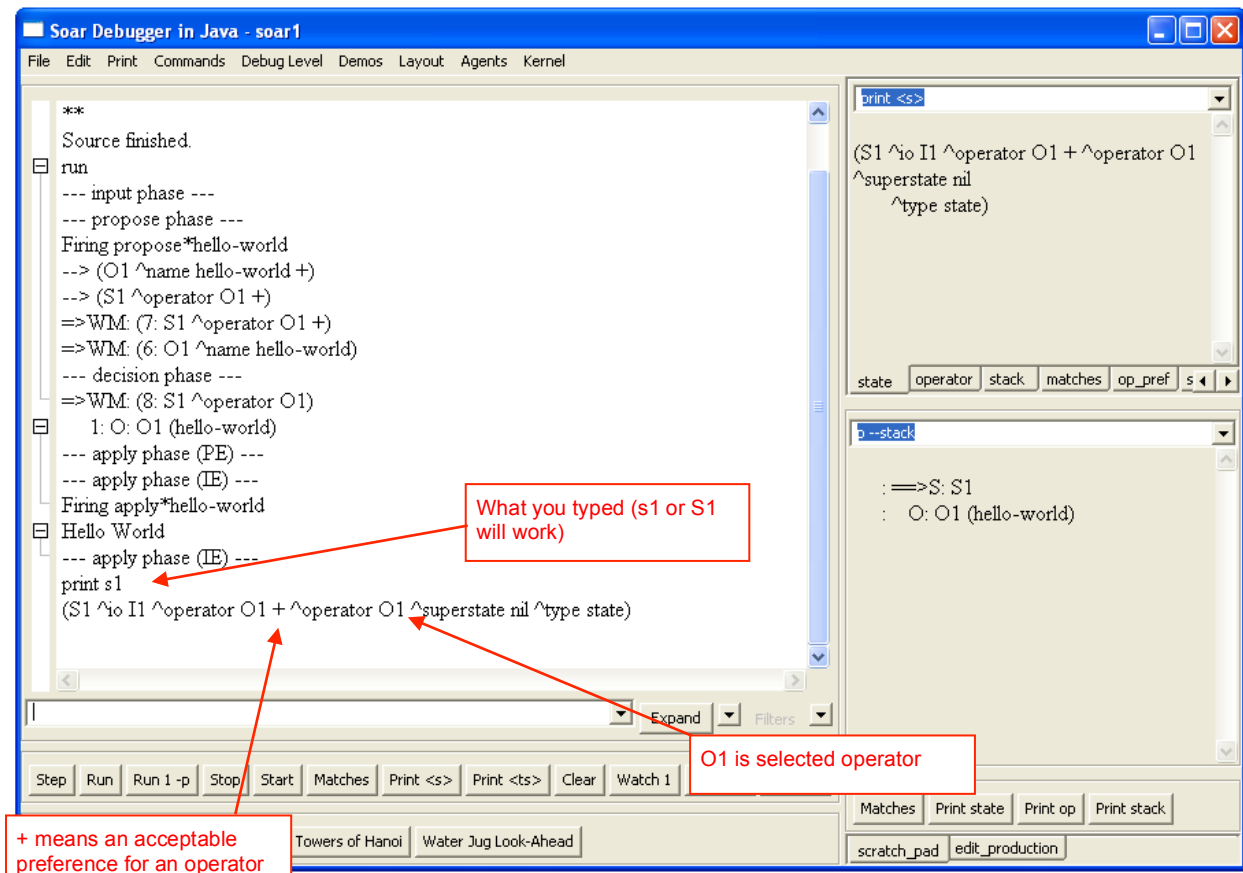 Soar Debugger in Java - soar1
File Edit Print Commands Debug Level Demos Layout Agents Kernel
**
Source finished.
run
--- input phase ---
--- propose phase ---
Firing propose*hello-world
--> (O1 ^name hello-world +)
--> (S1 ^operator O1 +)
=>WM: (7: S1 ^operator O1 +)
=>WM: (6: O1 ^name hello-world)
--- decision phase ---
=>WM: (8: S1 ^operator O1)
1: O: O1 (hello-world)
--- apply phase (PE) ---
--- apply phase (IE) ---
Firing apply*hello-world
Hello World
--- apply phase (IE) ---
print s1
(S1 ^io I1 ^operator O1 + ^operator O1 ^superstate nil ^type state)
What you typed (s1 or S1
will work)
Expand Filters
O1 is selected operator
Step Run Run 1 -p Stop Start Matches Print <s> Print <ts> Clear Watch 1
+ means an acceptable
preference for an operator
Towers of Hanoi Water Jug Look-Ahead
print <s>
(S1 ^io I1 ^operator O1 + ^operator O1
^superstate nil
^type state)
state operator stack matches op_pref s
--stack
: ==>S: S1
: O: O1 (hello-world)
Matches Print state Print op Print stack
scratch_pad edit_production